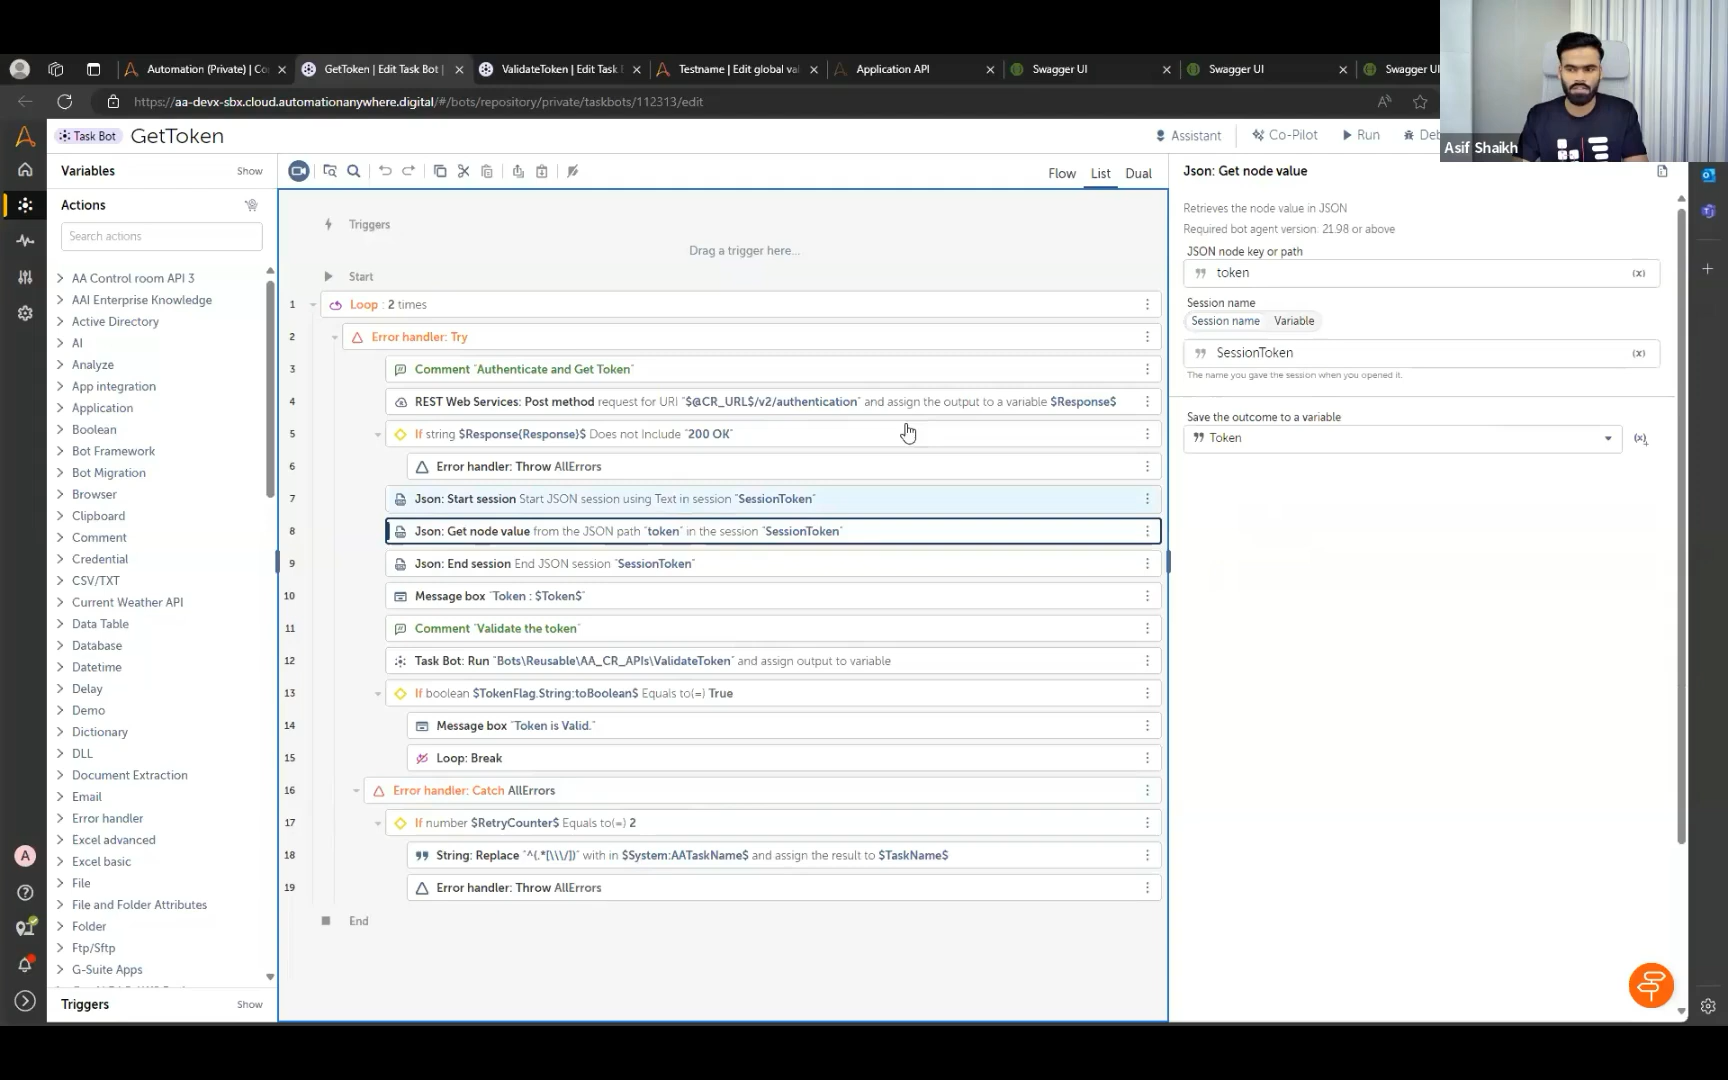 Automation (Private) | Co
GetToken | Edit Task Bot |
ValidateToken | Edit Task
Testname | Edit global va
Application API
Swagger UI
Swagger UI
Swagger UI
https://aa-devx-sbx.cloud.automationanywhere.digital/#/bots/repository/private/taskbots/112313/edit
Asif Shaikh
Task Bot
GetToken
Assistant
Co-Pilot
Run
Deb
Variables
Show
Actions
Search actions
AA Control room API 3
AAI Enterprise Knowledge
Active Directory
AI
Analyze
App integration
Application
Boolean
Bot Framework
Bot Migration
Browser
Clipboard
Comment
Credential
CSV/TXT
Current Weather API
Data Table
Database
Datetime
Delay
Demo
Dictionary
DLL
Document Extraction
Email
Error handler
Excel advanced
Excel basic
File
File and Folder Attributes
Folder
Ftp/Sftp
G-Suite Apps
Triggers
Show
A
Flow
List
Dual
Triggers
Drag a trigger here...
Start
1 Loop : 2 times
2 Error handler: Try
3 Comment "Authenticate and Get Token"
4 REST Web Services: Post method request for URI "$@CR_URL$/v2/authentication" and assign the output to a variable $Response$
5 If string $Response{Response}$ Does not Include "200 OK"
6 Error handler: Throw AllErrors
7 Json: Start session Start JSON session using Text in session "SessionToken"
8 Json: Get node value from the JSON path "token" in the session "SessionToken"
9 Json: End session End JSON session "SessionToken"
10 Message box "Token : $Token$"
11 Comment "Validate the token"
12 Task Bot: Run "Bots\Reusable\AA_CR_APIs\ValidateToken" and assign output to variable
13 If boolean $TokenFlag.String:toBoolean$ Equals to(=) True
14 Message box "Token is Valid."
15 Loop: Break
16 Error handler: Catch AllErrors
17 If number $RetryCounter$ Equals to(=) 2
18 String: Replace "^(.*[\\\/])" with in $System:AATaskName$ and assign the result to $TaskName$
19 Error handler: Throw AllErrors
End
Json: Get node value
Retrieves the node value in JSON
Required bot agent version: 21.98 or above
JSON node key or path
token
(x)
Session name
Session name
Variable
SessionToken
(x)
The name you gave the session when you opened it.
Save the outcome to a variable
Token
(x)